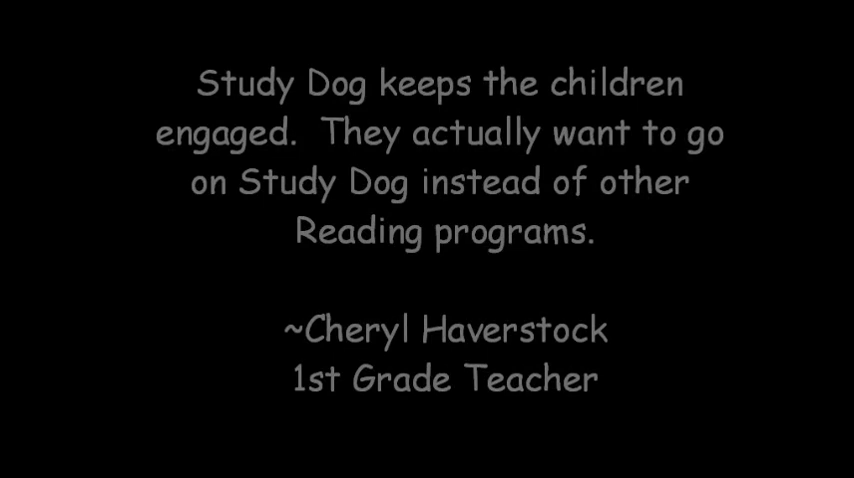 Study Dog keeps the children
engaged.  They actually want to go
on Study Dog instead of other
Reading programs.
~Cheryl Haverstock
1st Grade Teacher